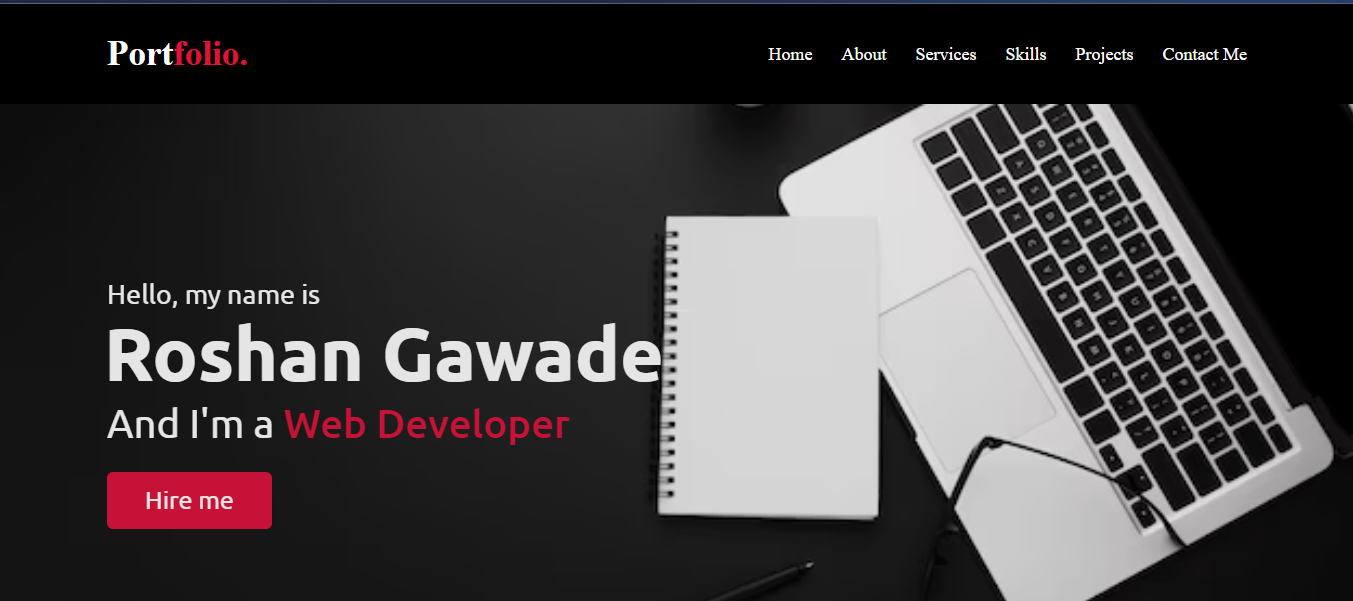 Portfolio.
Home About Services Skills Projects Contact Me
Hello, my name is
Roshan Gawade
And I'm a Web Developer
Hire me